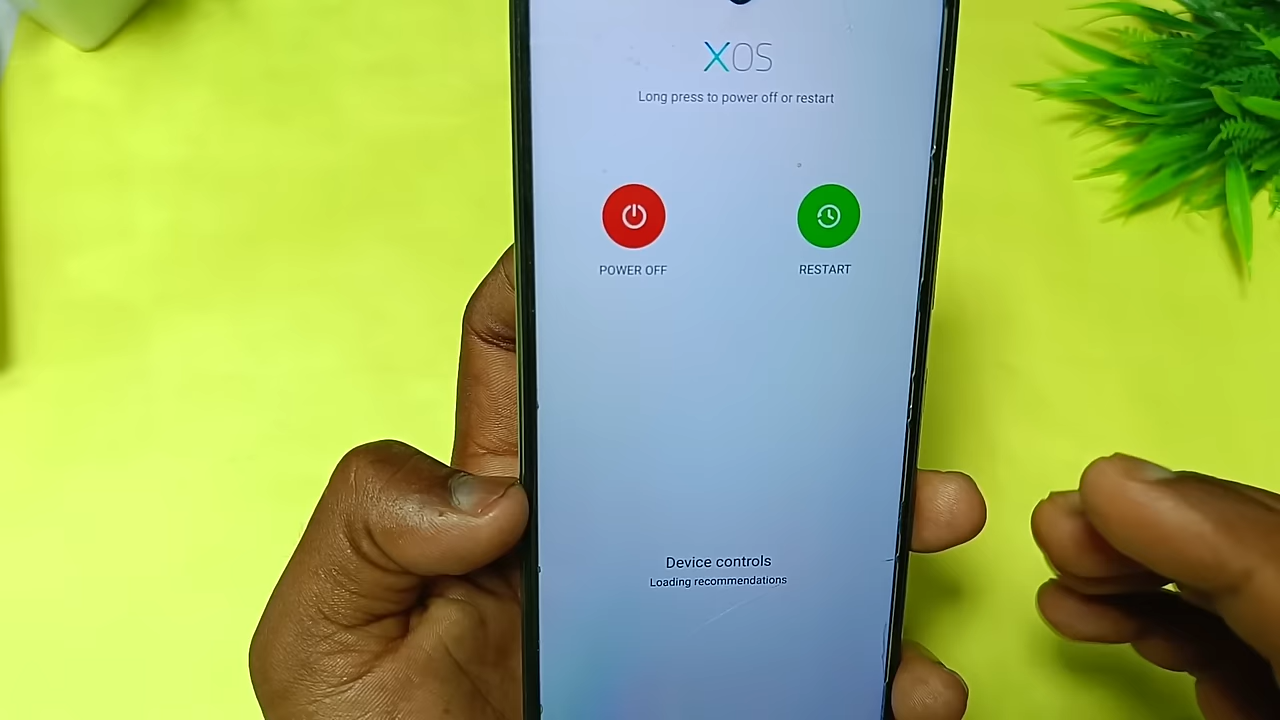 XOS
Long press to power off or restart
POWER OFF
RESTART
Device controls
Loading recommendations